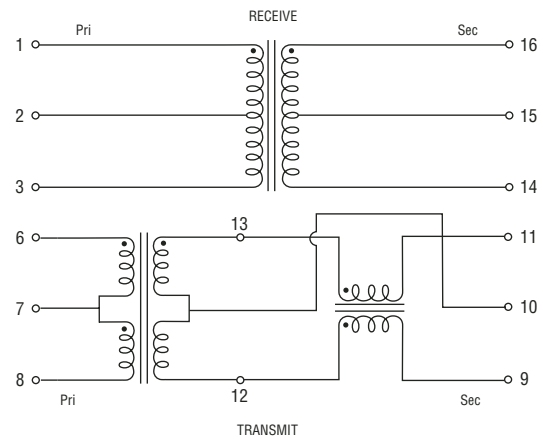 RECEIVE
Pri Sec
1 16
2 15
3 14
6 13 11
7 10
8 12 9
Pri Sec
TRANSMIT